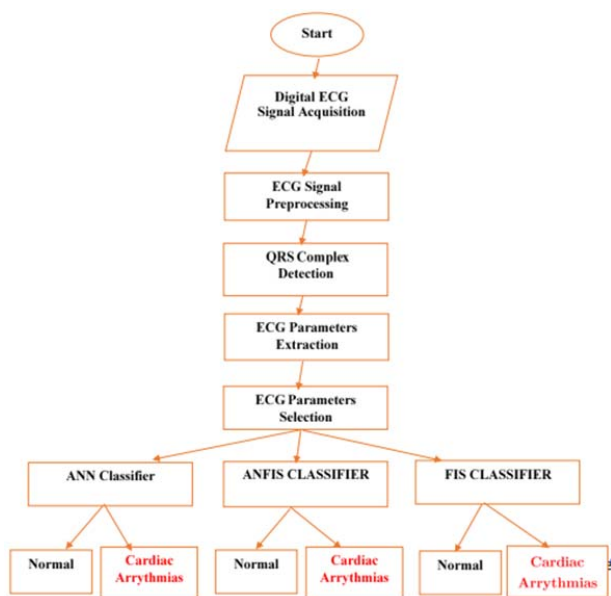 Start
Digital ECG
Signal Acquisition
ECG Signal
Preprocessing
QRS Complex
Detection
ECG Parameters
Extraction
ECG Parameters
Selection
ANN Classifier
ANFIS CLASSIFIER
FIS CLASSIFIER
Normal
Cardiac
Arrythmias
Normal
Cardiac
Arrythmias
Normal
Cardiac
Arrythmias